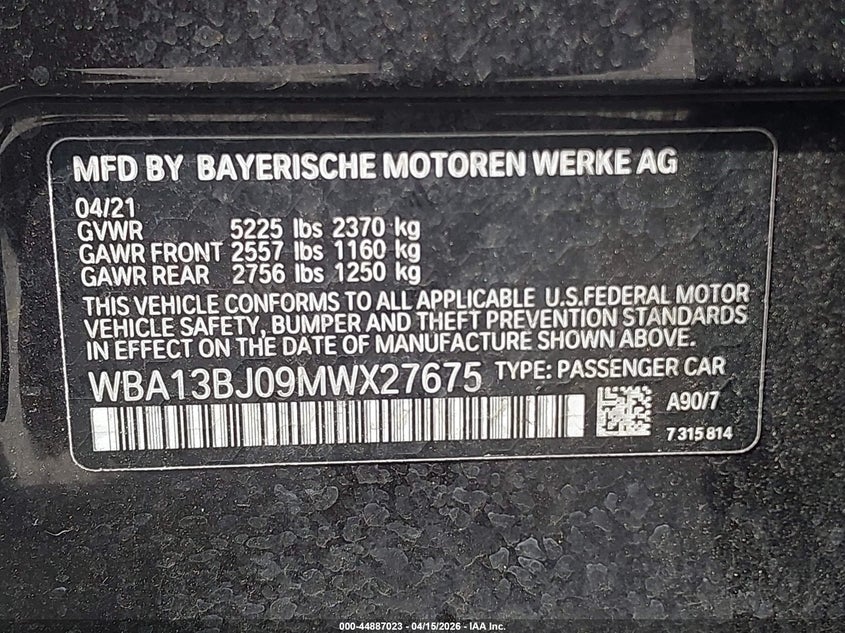 MFD BY BAYERISCHE MOTOREN WERKE AG
04/21
GVWR 5225 lbs 2370 kg
GAWR FRONT 2557 lbs 1160 kg
GAWR REAR 2756 lbs 1250 kg
THIS VEHICLE CONFORMS TO ALL APPLICABLE U.S.FEDERAL MOTOR
VEHICLE SAFETY, BUMPER AND THEFT PREVENTION STANDARDS
IN EFFECT ON THE DATE OF MANUFACTURE SHOWN ABOVE.
WBA13BJ09MWX27675 TYPE: PASSENGER CAR
A90/7
7315814
000-44887023 - 04/15/2026 - IAA Inc.